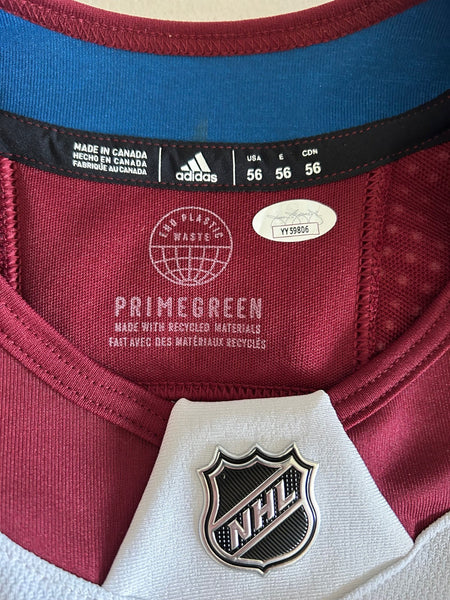 MADE IN CANADA
HECHO EN CANADA
FABRIQUÉ AU CANADA
adidas
USA E CDN
56 56 56
YY59806
END PLASTIC
WASTE
PRIMEGREEN
MADE WITH RECYCLED MATERIALS
FAIT AVEC DES MATÉRIAUX RECYCLÉS
NHL